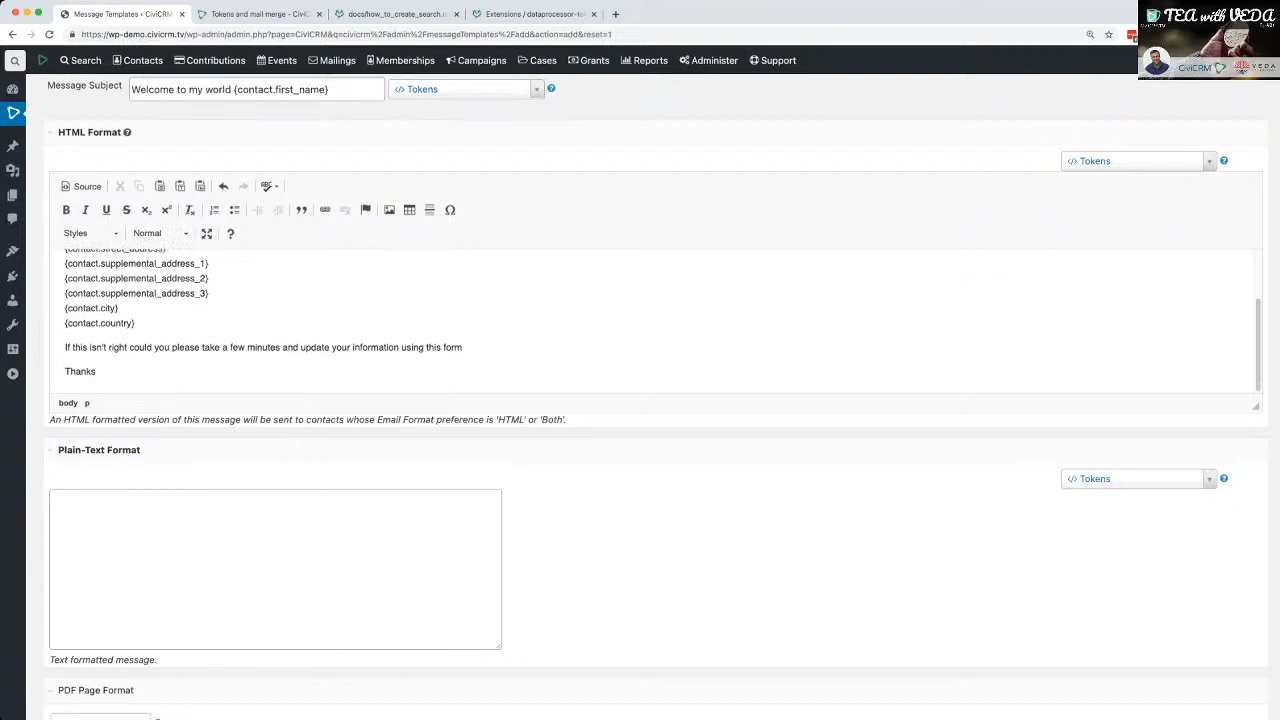 Message Templates ‹ CiviCRM
Tokens and mail merge - CiviCRM
docs/how_to_create_search.m
Extensions / dataprocessor-to
https://wp-demo.civicrm.tv/wp-admin/admin.php?page=CiviCRM&q=civicrm%2Fadmin%2FmessageTemplates%2Fadd&action=add&reset=1
TEA with VEDA
CiviCRM
VEDA
Search Contacts Contributions Events Mailings Memberships Campaigns Cases Grants Reports Administer Support
Message Subject Welcome to my world {contact.first_name} </> Tokens
HTML Format
</> Tokens
Source
ABC
B I U S x₂ x² Ix
Styles Normal ?
{contact.street_address}
{contact.supplemental_address_1}
{contact.supplemental_address_2}
{contact.supplemental_address_3}
{contact.city}
{contact.country}
If this isn't right could you please take a few minutes and update your information using this form
Thanks
body p
An HTML formatted version of this message will be sent to contacts whose Email Format preference is 'HTML' or 'Both'.
Plain-Text Format
</> Tokens
Text formatted message.
PDF Page Format